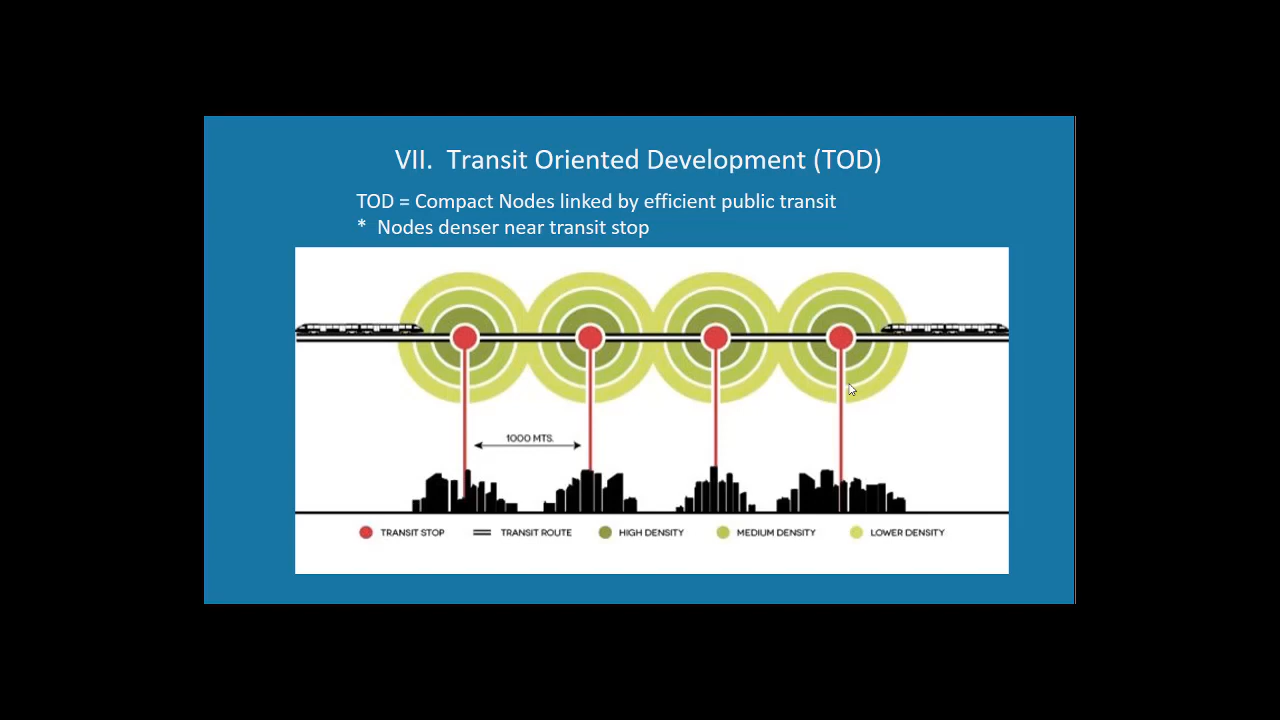 VII. Transit Oriented Development (TOD)
TOD = Compact Nodes linked by efficient public transit
* Nodes denser near transit stop
1000 MTS.
TRANSIT STOP TRANSIT ROUTE HIGH DENSITY MEDIUM DENSITY LOWER DENSITY